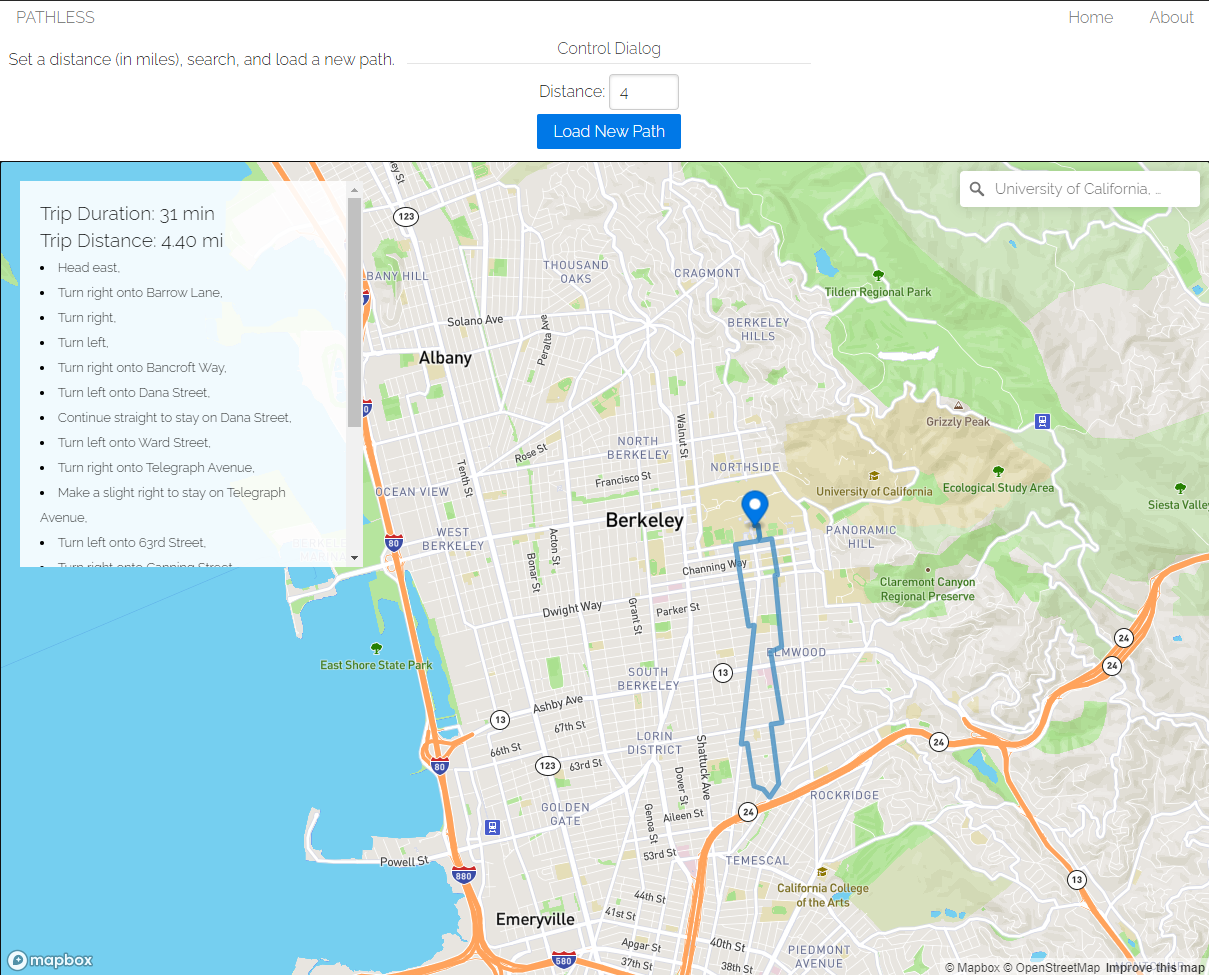 PATHLESS
Home
About
Set a distance (in miles), search, and load a new path.
Control Dialog
Distance: 4
Load New Path
Trip Duration: 31 min
Trip Distance: 4.40 mi
Head east,
Turn right onto Barrow Lane,
Turn right,
Turn left,
Turn right onto Bancroft Way,
Turn left onto Dana Street,
Continue straight to stay on Dana Street,
Turn left onto Ward Street,
Turn right onto Telegraph Avenue,
Make a slight right to stay on Telegraph
Avenue,
Turn left onto 63rd Street,
Turn right onto Canning Street,
University of California, ...
123
BANY HILL
THOUSAND
OAKS
CRAGMONT
Tilden Regional Park
Solano Ave
Peralta Ave
BERKELEY
HILLS
Albany
Grizzly Peak
Walnut St
NORTH
BERKELEY
Rose St
Tenth St
Francisco St
NORTHSIDE
University of California
Ecological Study Area
Siesta Valley
OCEAN VIEW
Berkeley
WEST
BERKELEY
80
Acton St
Bonar St
PANORAMIC
HILL
Channing Way
Claremont Canyon
Regional Preserve
Dwight Way
Grant St
Parker St
East Shore State Park
ELMWOOD
24
24
SOUTH
BERKELEY
13
Ashby Ave
13
67th St
66th St
LORIN
DISTRICT
Shattuck Ave
24
80
123
63rd St
Dover St
ROCKRIDGE
GOLDEN
GATE
Genoa St
Aileen St
24
53rd St
Powell St
TEMESCAL
880
California College
of the Arts
13
44th St
41st St
Emeryville
40th St
Apgar St
37th St
38th St
PIEDMONT
AVENUE
580
mapbox
© Mapbox © OpenStreetMap Improve this map